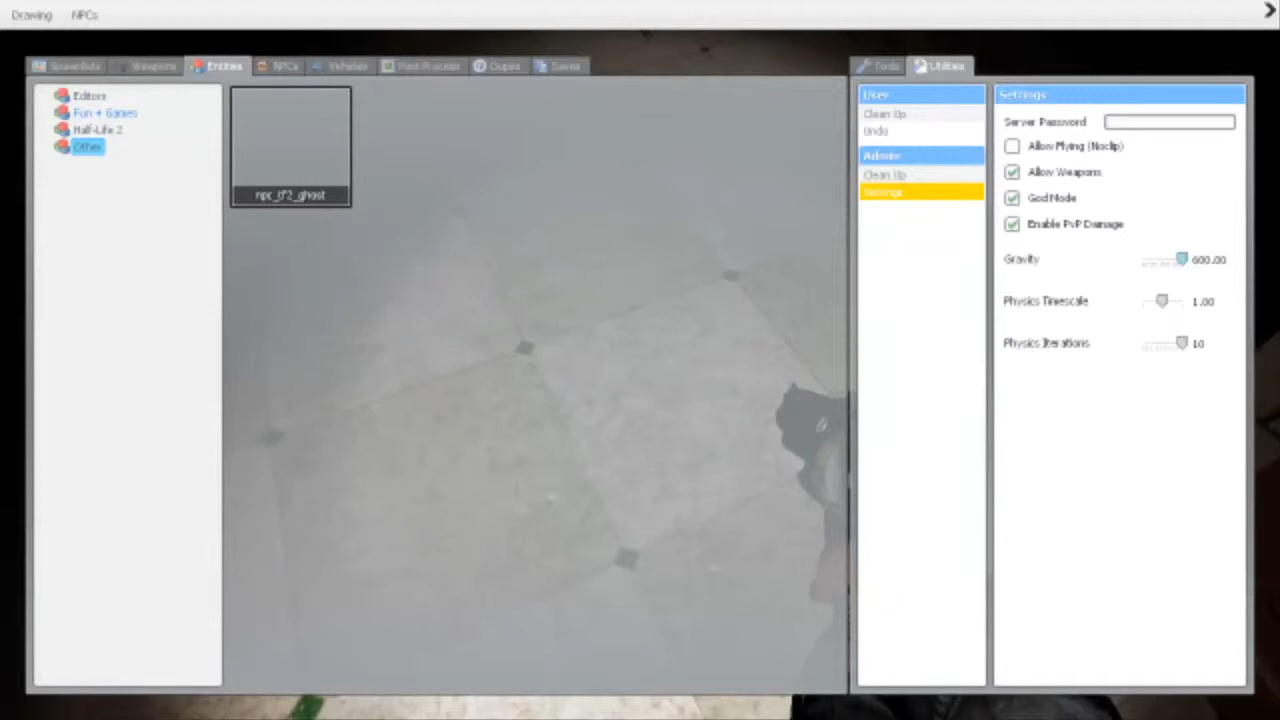 Drawing NPCs
Spawnlists Weapons Entities NPCs Vehicles Post Process Dupes Saves
Editors
Fun + Games
Half-Life 2
Other
npc_tf2_ghost
Tools Utilities
User
Clean Up
Undo
Admin
Clean Up
Settings
Settings
Server Password
Allow Flying (Noclip)
Allow Weapons
God Mode
Enable PvP Damage
Gravity 600.00
Physics Timescale 1.00
Physics Iterations 10